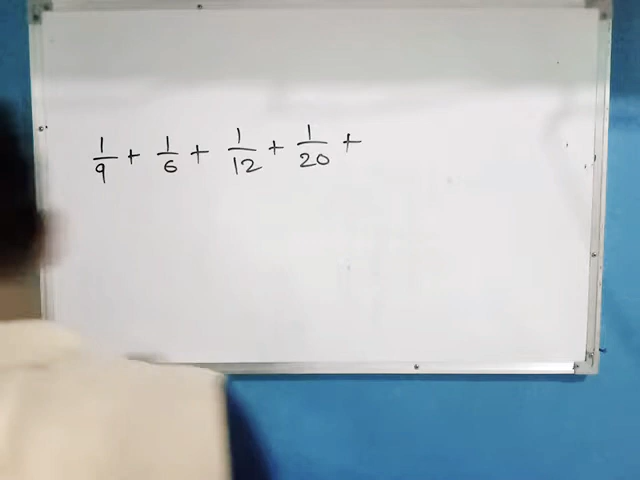 1/9 + 1/6 + 1/12 + 1/20 +